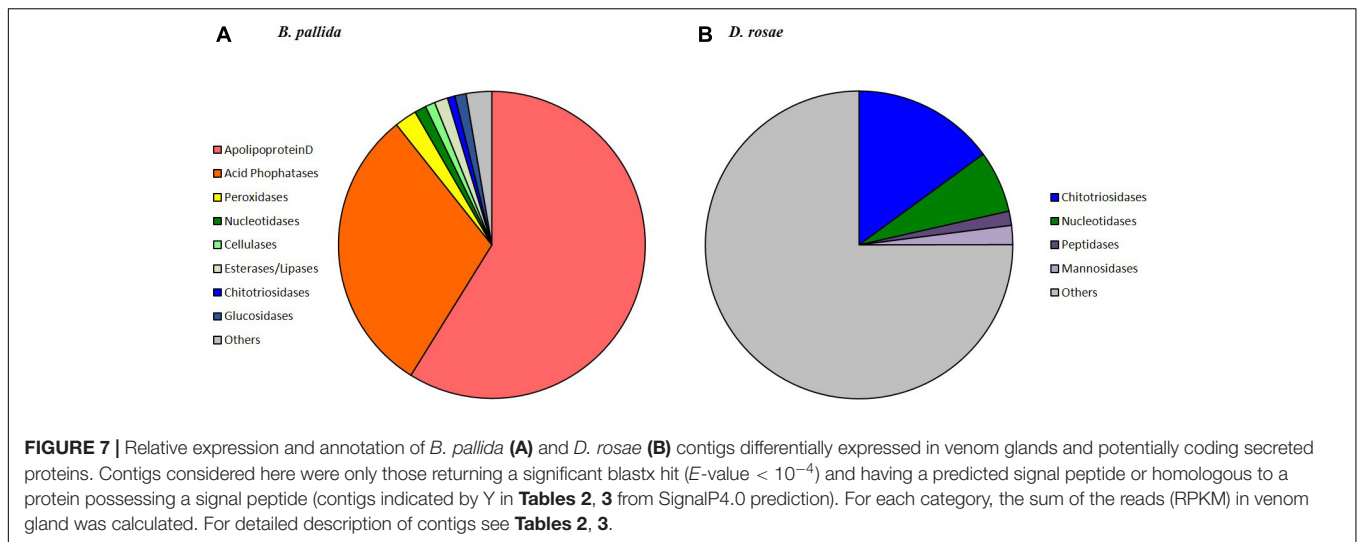 A B. pallida
B D. rosae
ApolipoproteinD
Acid Phophatases
Peroxidases
Nucleotidases
Cellulases
Esterases/Lipases
Chitotriosidases
Glucosidases
Others
Chitotriosidases
Nucleotidases
Peptidases
Mannosidases
Others
FIGURE 7 | Relative expression and annotation of B. pallida (A) and D. rosae (B) contigs differentially expressed in venom glands and potentially coding secreted
proteins. Contigs considered here were only those returning a significant blastx hit (E-value < 10⁻⁴) and having a predicted signal peptide or homologous to a
protein possessing a signal peptide (contigs indicated by Y in Tables 2, 3 from SignalP4.0 prediction). For each category, the sum of the reads (RPKM) in venom
gland was calculated. For detailed description of contigs see Tables 2, 3.